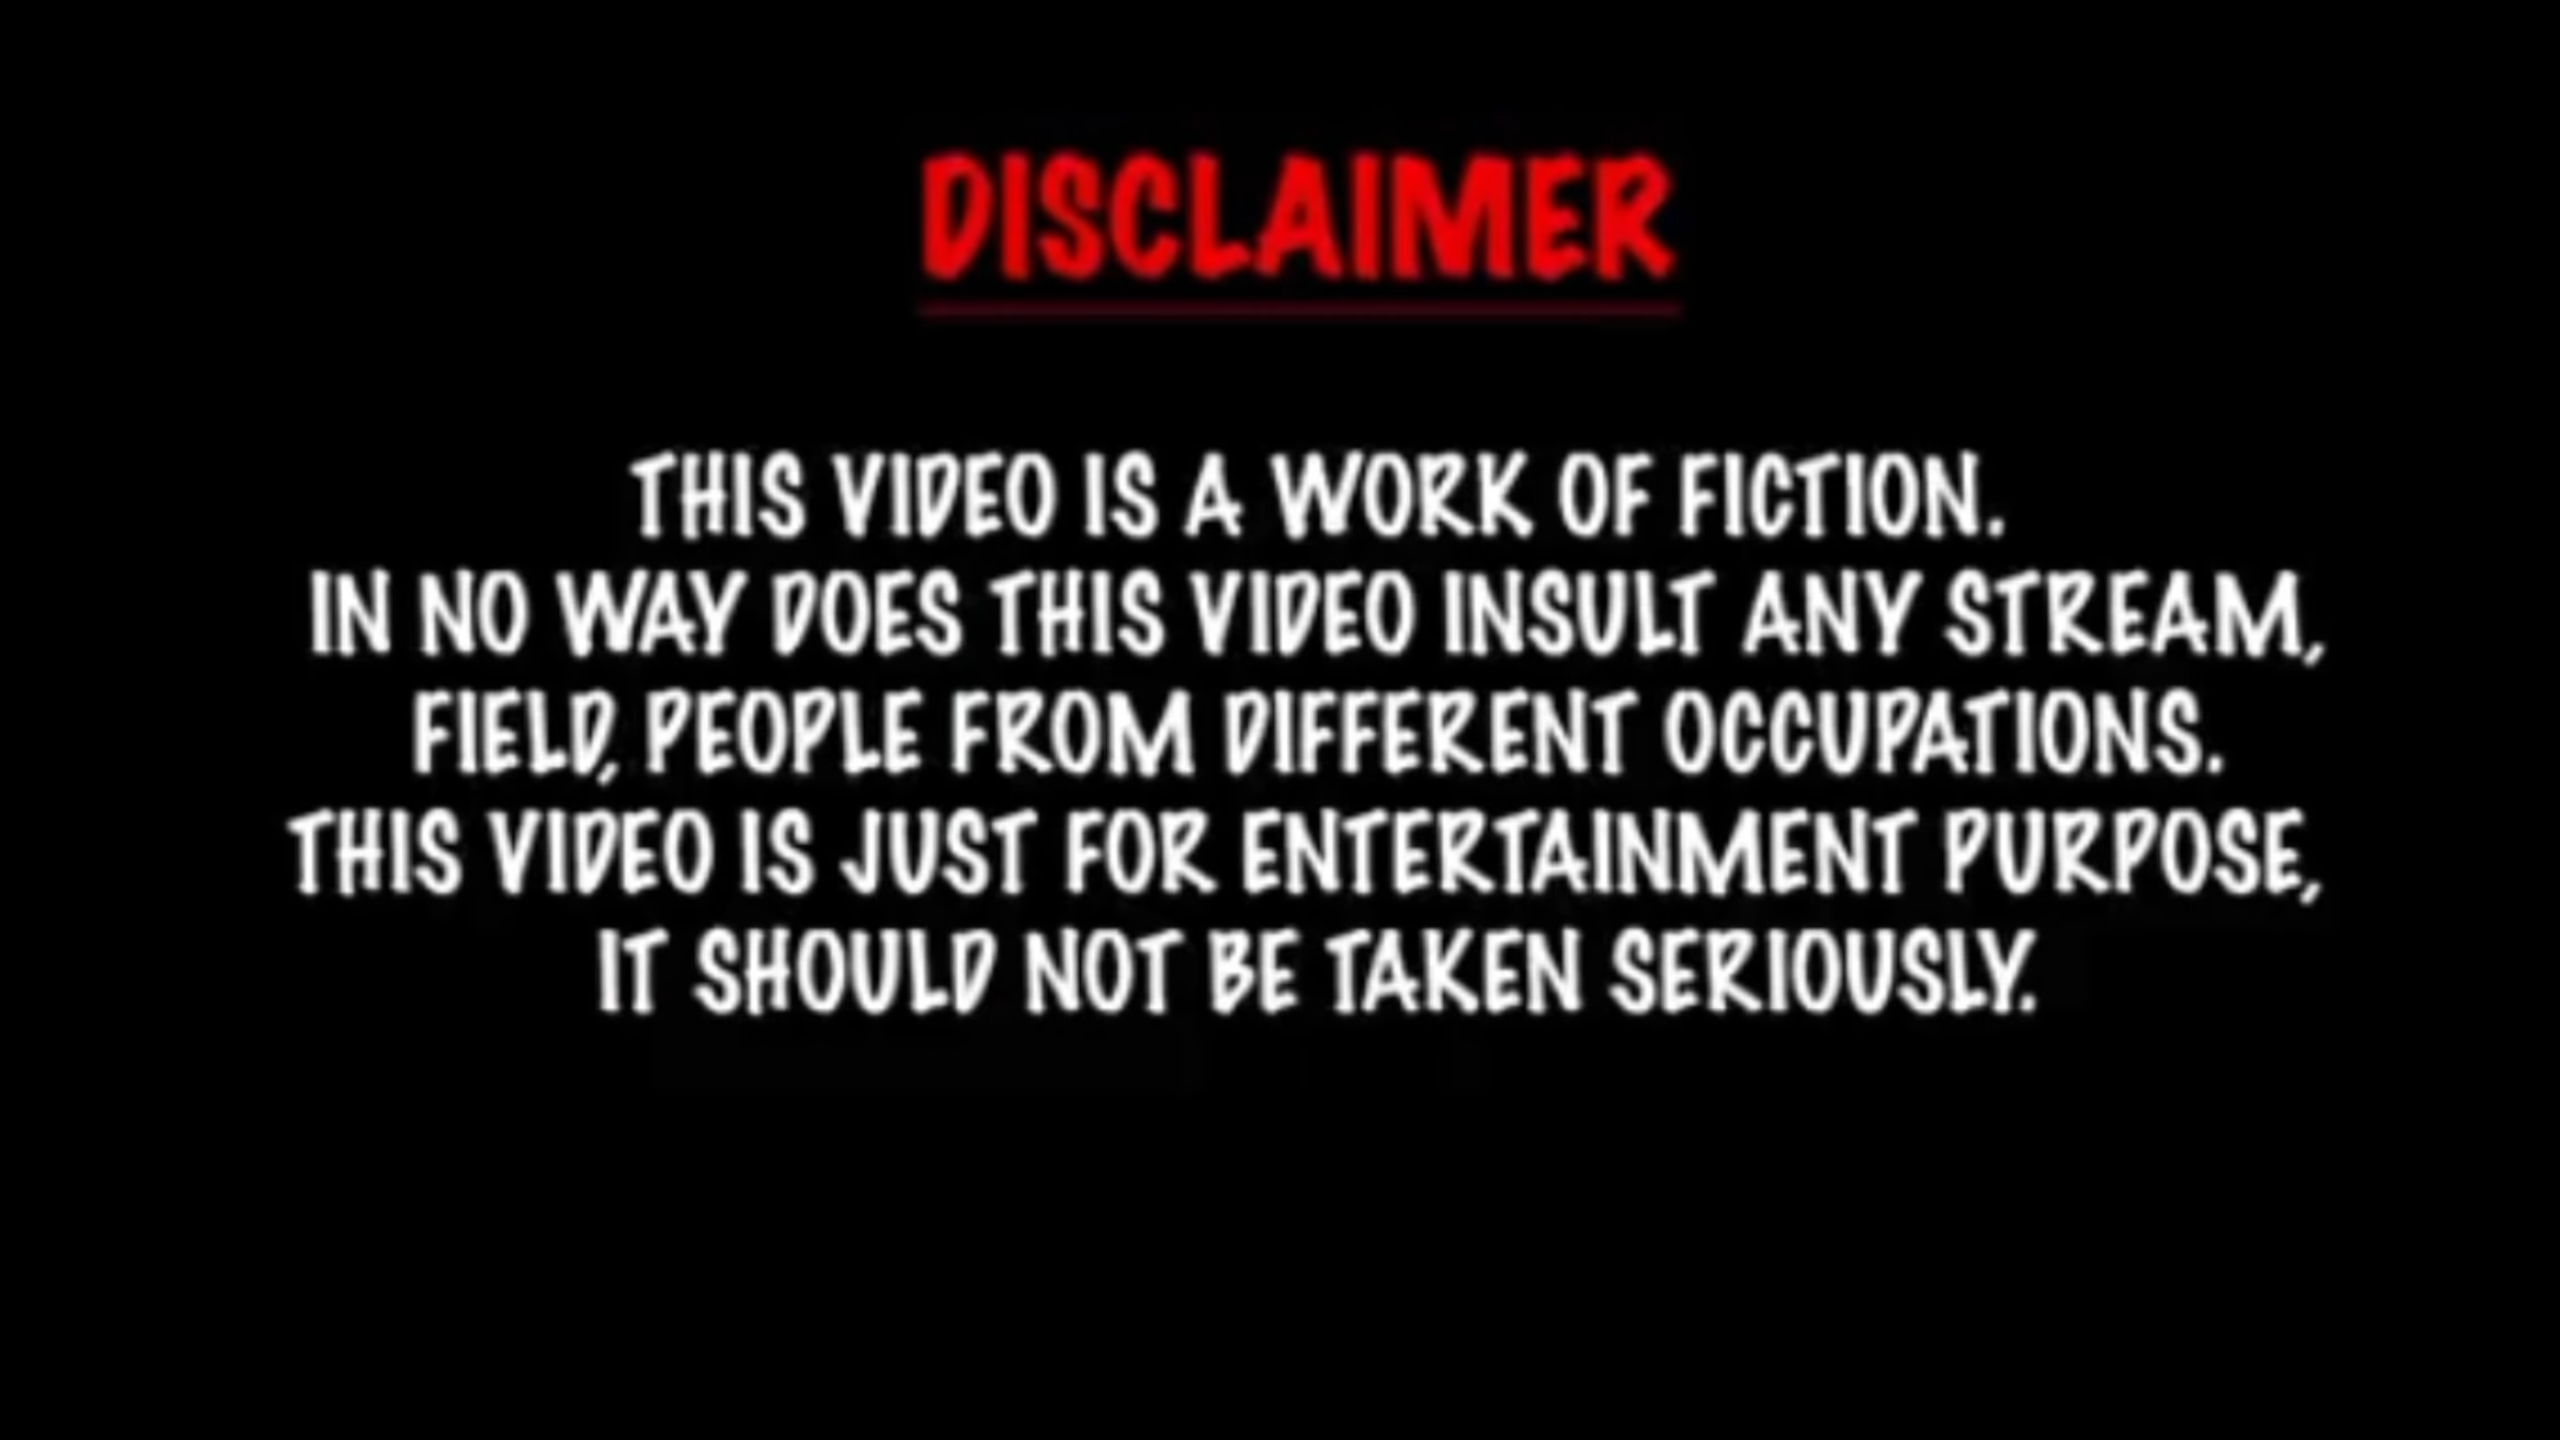 DISCLAIMER
THIS VIDEO IS A WORK OF FICTION.
IN NO WAY DOES THIS VIDEO INSULT ANY STREAM,
FIELD, PEOPLE FROM DIFFERENT OCCUPATIONS.
THIS VIDEO IS JUST FOR ENTERTAINMENT PURPOSE,
IT SHOULD NOT BE TAKEN SERIOUSLY.